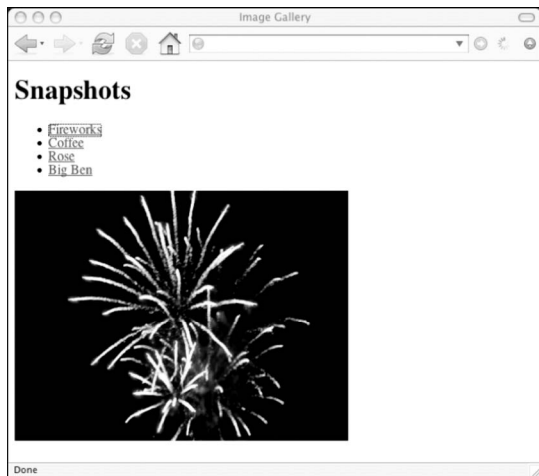 Image Gallery
Snapshots
Fireworks
Coffee
Rose
Big Ben
Done